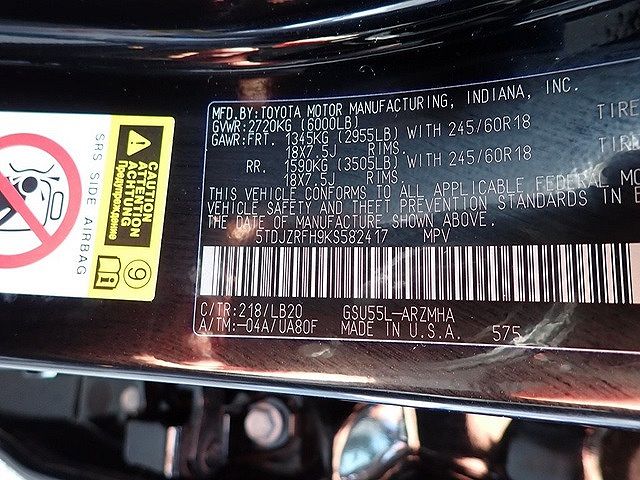 MFD.BY:TOYOTA MOTOR MANUFACTURING, INDIANA, INC.
GVWR:2720KG (6000LB)
GAWR:FRT. 1345KG (2955LB) WITH 245/60R18 TIRE
18X7.5J RIMS.
RR. 1590KG (3505LB) WITH 245/60R18
18X7.5J RIMS.
THIS VEHICLE CONFORMS TO ALL APPLICABLE FEDERAL MO
VEHICLE SAFETY AND THEFT PREVENTION STANDARDS IN E
THE DATE OF MANUFACTURE SHOWN ABOVE.
5TDJZRFH9KS582417 MPV
C/TR:218/LB20 GSU55L-ARZMHA
A/TM:-04A/UA80F MADE IN U.S.A. 575
CAUTION
ATTENTION
ACHTUNG
Предупреждение
SRS SIDE AIRBAG
9